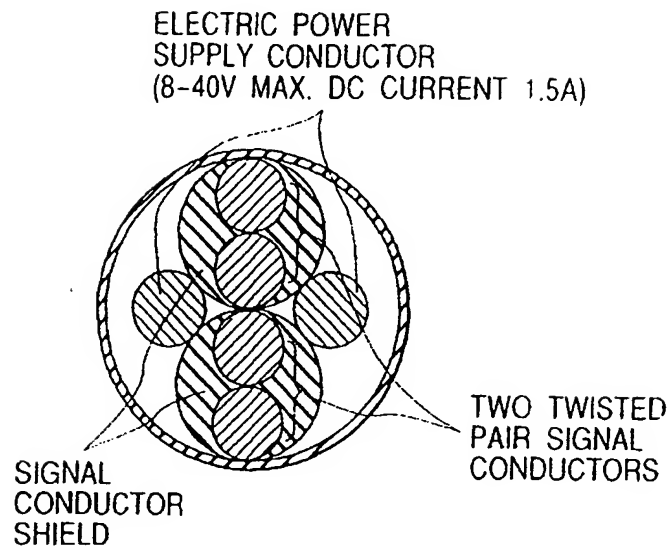 ELECTRIC POWER
SUPPLY CONDUCTOR
(8-40V MAX. DC CURRENT 1.5A)
TWO TWISTED
PAIR SIGNAL
CONDUCTORS
SIGNAL
CONDUCTOR
SHIELD